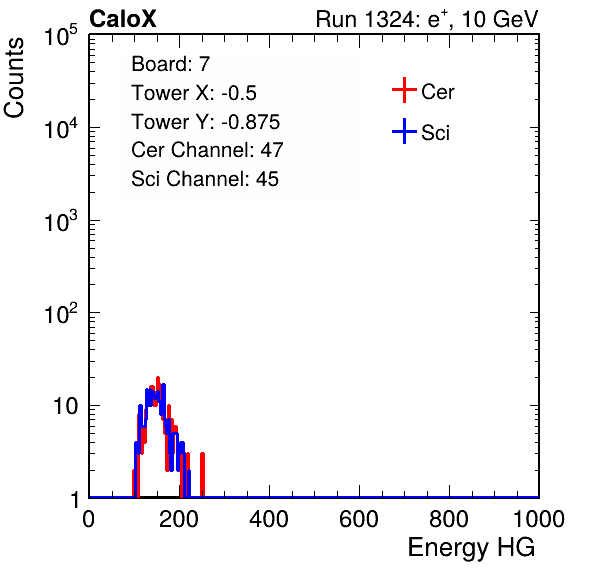 CaloX Run 1324: e⁺, 10 GeV
Counts
Board: 7
Tower X: -0.5
Tower Y: -0.875
Cer Channel: 47
Sci Channel: 45
Cer
Sci
10⁵
10⁴
10³
10²
10
1
0 200 400 600 800 1000
Energy HG